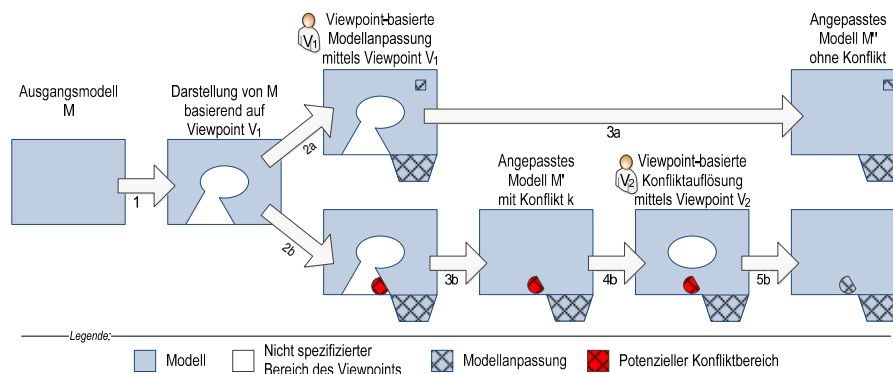 Ausgangsmodell
M
Darstellung von M
basierend auf
Viewpoint V1
V1
Viewpoint-basierte
Modellanpassung
mittels Viewpoint V1
Angepasstes
Modell M''
ohne Konflikt
1
2a
2b
3a
Angepasstes
Modell M'
mit Konflikt k
V2
Viewpoint-basierte
Konfliktauflösung
mittels Viewpoint V2
3b
4b
5b
Legende:
Modell
Nicht spezifizierter
Bereich des Viewpoints
Modellanpassung
Potenzieller Konfliktbereich